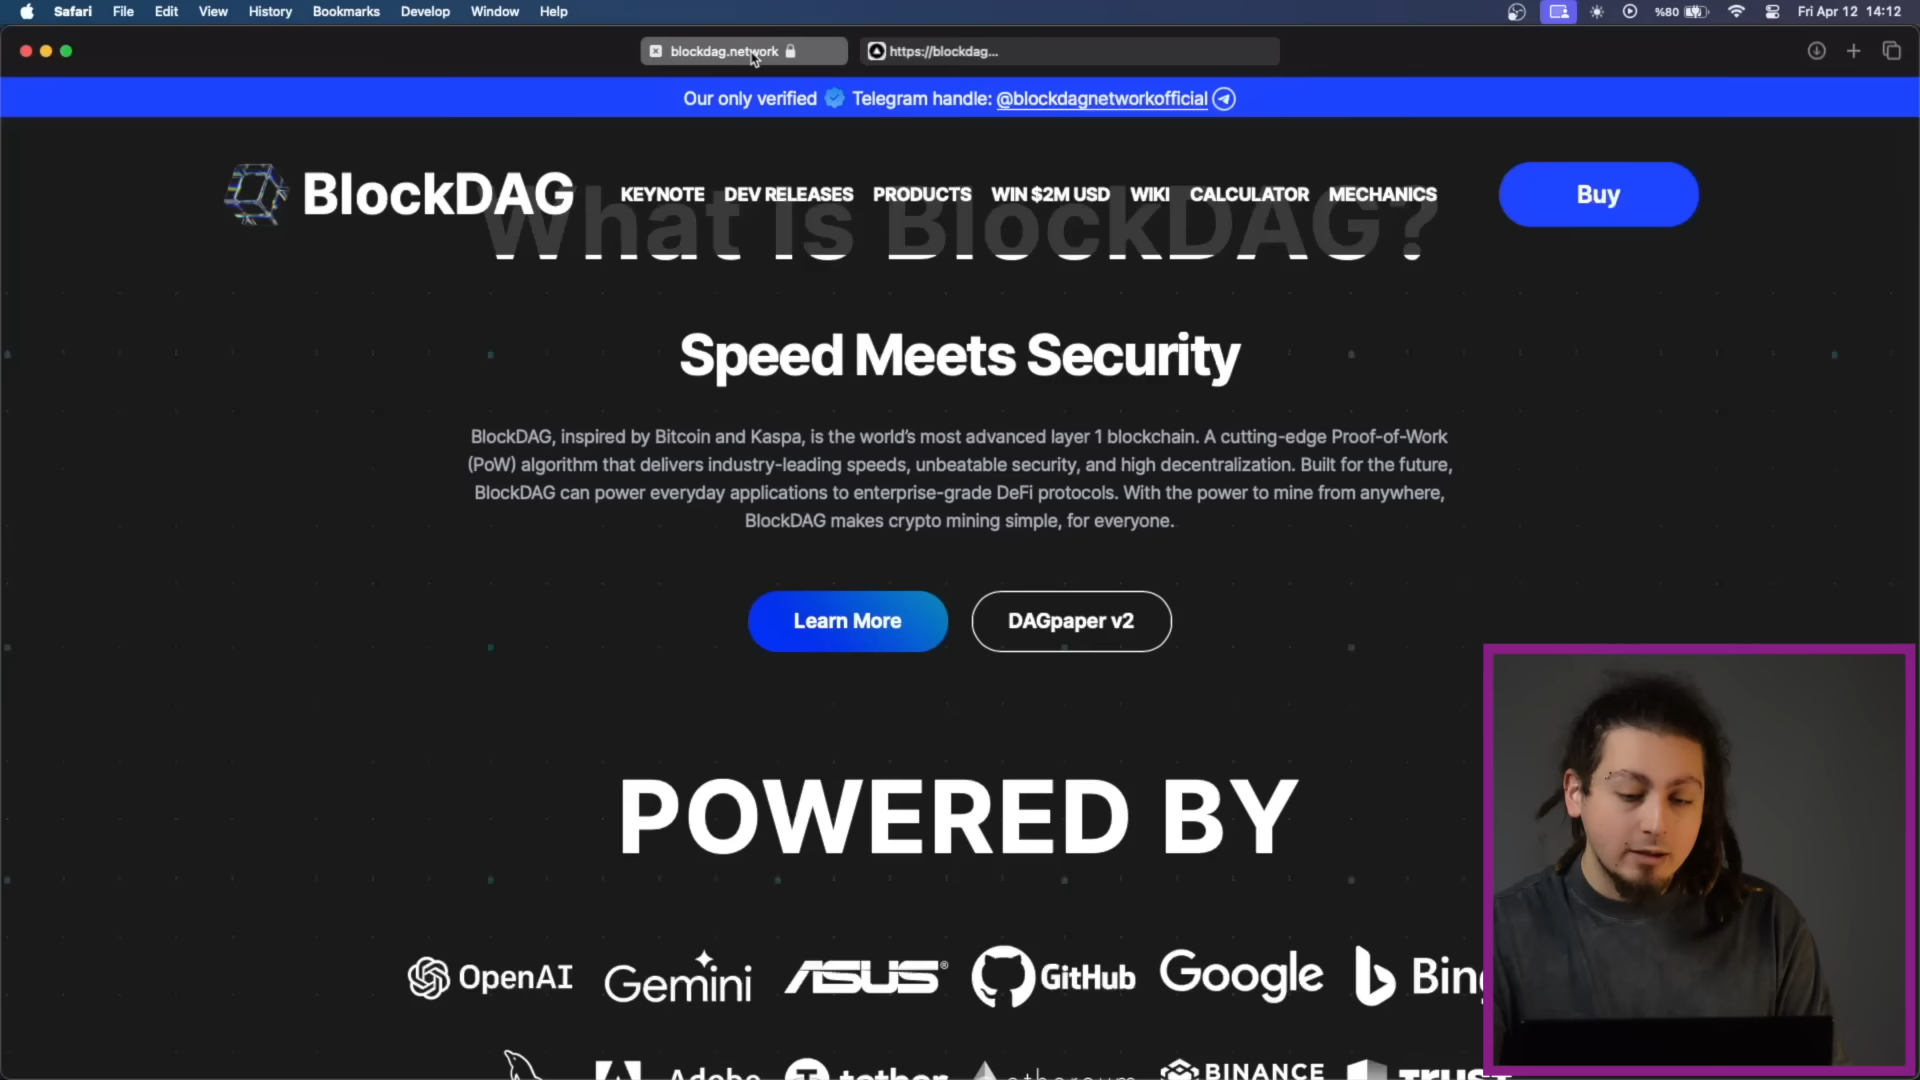 Safari File Edit View History Bookmarks Develop Window Help %80 Fri Apr 12 14:12
blockdag.network https://blockdag...
Our only verified Telegram handle: @blockdagnetworkofficial
BlockDAG KEYNOTE DEV RELEASES PRODUCTS WIN $2M USD WIKI CALCULATOR MECHANICS Buy
What Is BlockDAG?
Speed Meets Security
BlockDAG, inspired by Bitcoin and Kaspa, is the world's most advanced layer 1 blockchain. A cutting-edge Proof-of-Work
(PoW) algorithm that delivers industry-leading speeds, unbeatable security, and high decentralization. Built for the future,
BlockDAG can power everyday applications to enterprise-grade DeFi protocols. With the power to mine from anywhere,
BlockDAG makes crypto mining simple, for everyone.
Learn More DAGpaper v2
POWERED BY
OpenAI Gemini ASUS GitHub Google Bing
Adobe tether ethereum BINANCE TRUST